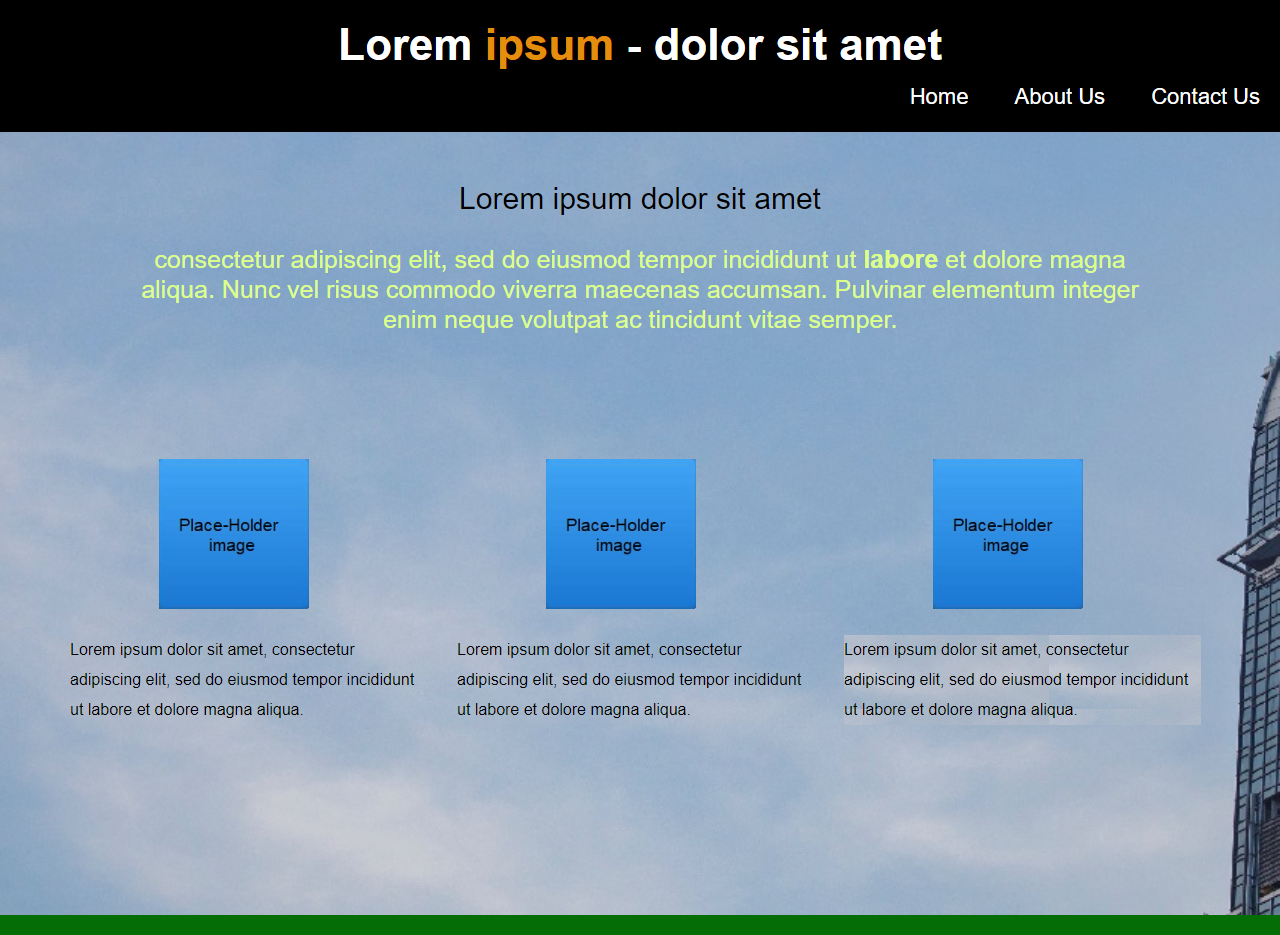 Lorem ipsum - dolor sit amet
Home About Us Contact Us
Lorem ipsum dolor sit amet
consectetur adipiscing elit, sed do eiusmod tempor incididunt ut labore et dolore magna
aliqua. Nunc vel risus commodo viverra maecenas accumsan. Pulvinar elementum integer
enim neque volutpat ac tincidunt vitae semper.
Place-Holder
image
Lorem ipsum dolor sit amet, consectetur
adipiscing elit, sed do eiusmod tempor incididunt
ut labore et dolore magna aliqua.
Place-Holder
image
Lorem ipsum dolor sit amet, consectetur
adipiscing elit, sed do eiusmod tempor incididunt
ut labore et dolore magna aliqua.
Place-Holder
image
Lorem ipsum dolor sit amet, consectetur
adipiscing elit, sed do eiusmod tempor incididunt
ut labore et dolore magna aliqua.